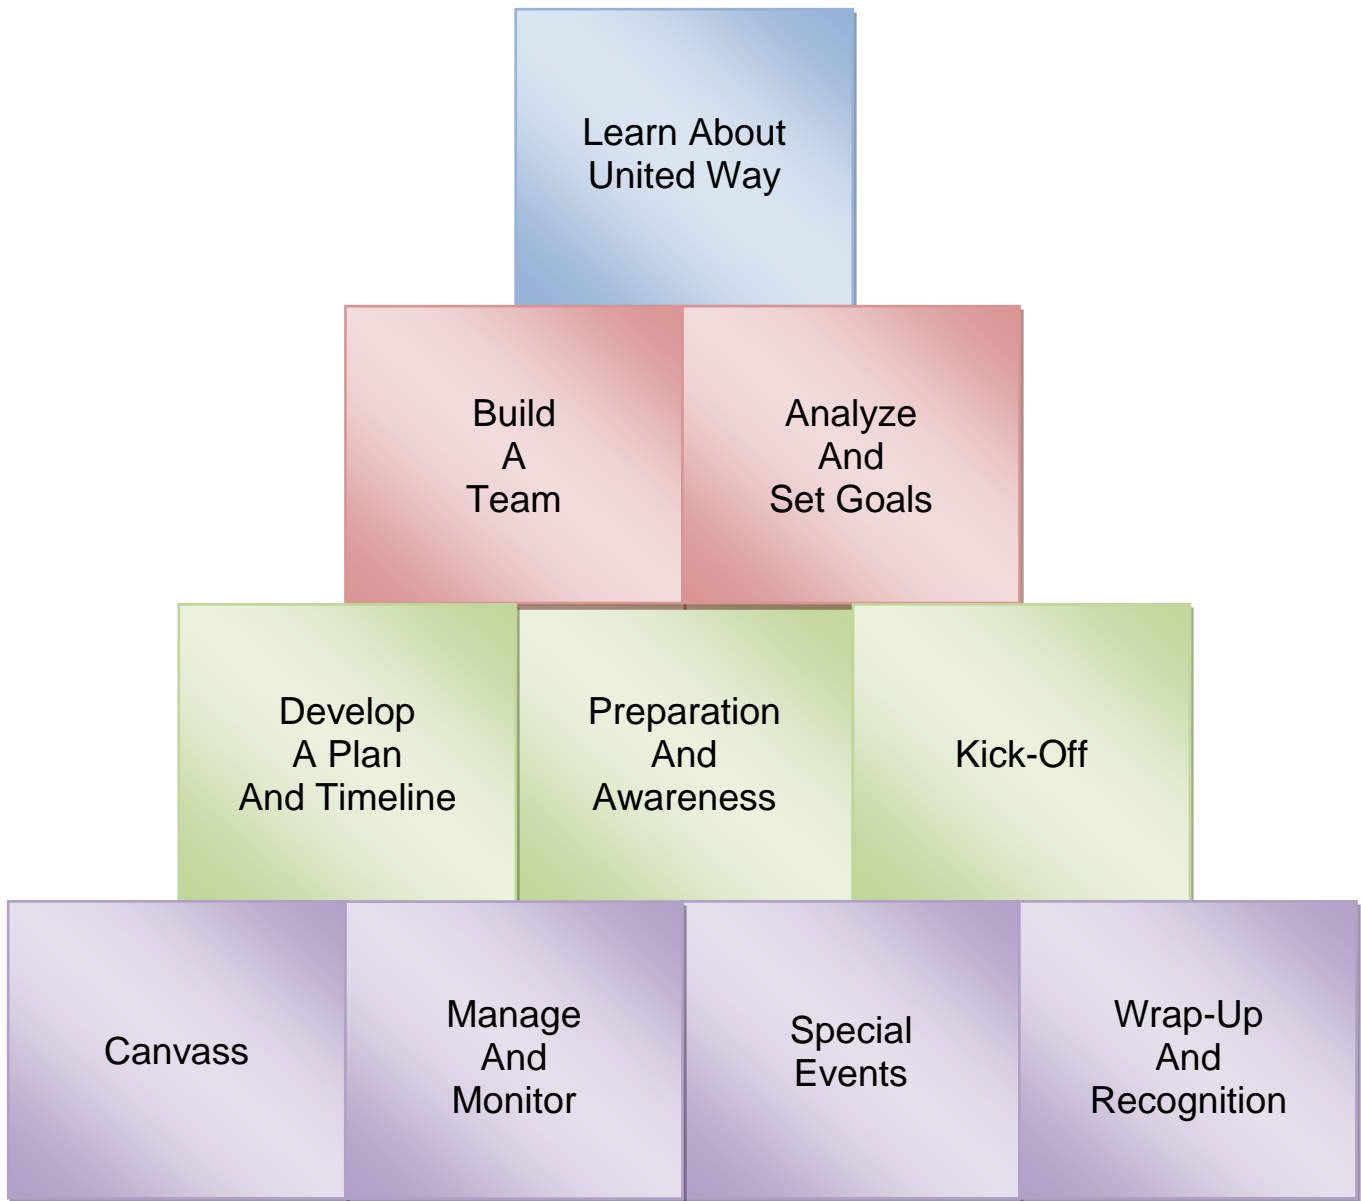 Learn About
United Way
Build
A
Team
Analyze
And
Set Goals
Develop
A Plan
And Timeline
Preparation
And
Awareness
Kick-Off
Canvass
Manage
And
Monitor
Special
Events
Wrap-Up
And
Recognition